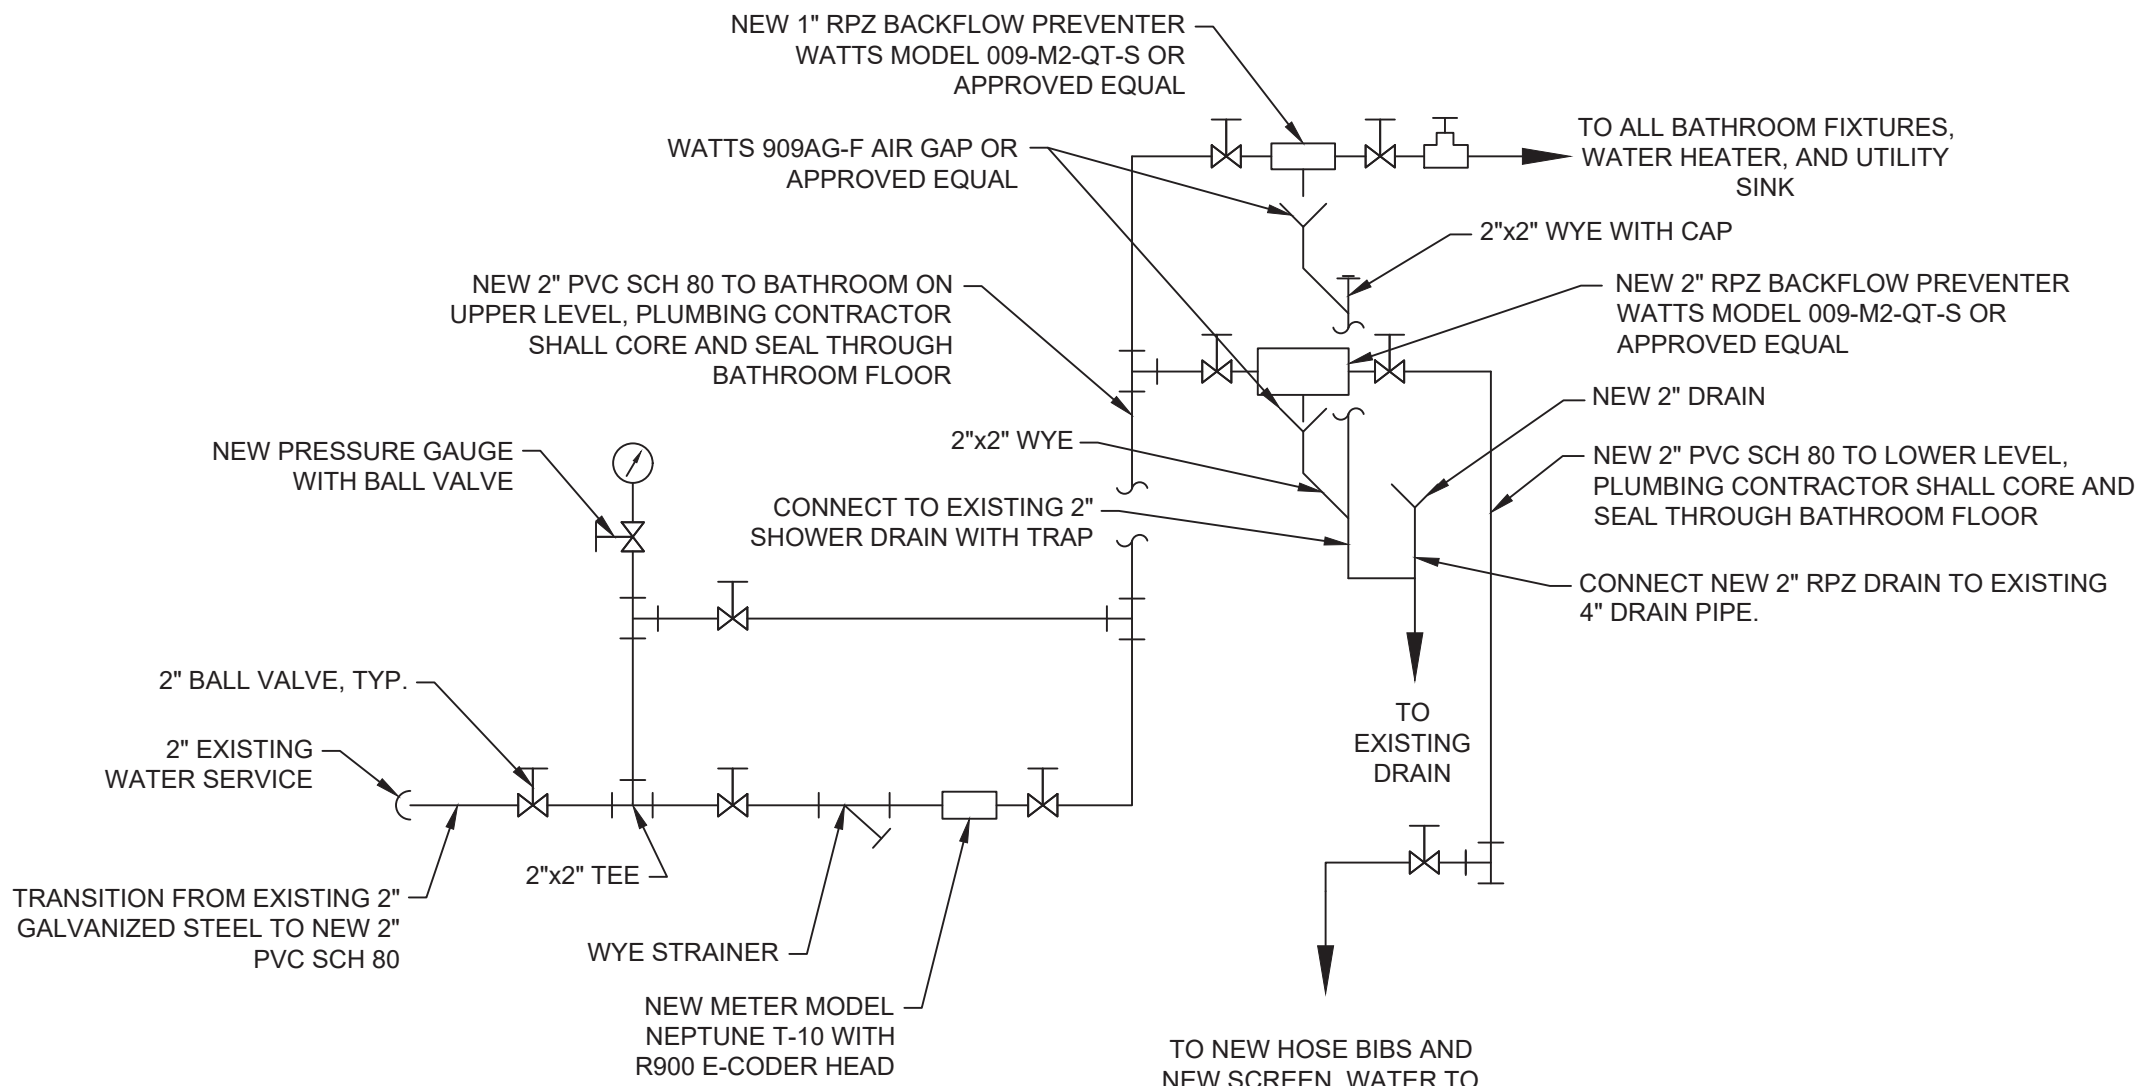 NEW 1" RPZ BACKFLOW PREVENTER
WATTS MODEL 009-M2-QT-S OR
APPROVED EQUAL
WATTS 909AG-F AIR GAP OR
APPROVED EQUAL
TO ALL BATHROOM FIXTURES,
WATER HEATER, AND UTILITY
SINK
2"x2" WYE WITH CAP
NEW 2" PVC SCH 80 TO BATHROOM ON
UPPER LEVEL, PLUMBING CONTRACTOR
SHALL CORE AND SEAL THROUGH
BATHROOM FLOOR
NEW 2" RPZ BACKFLOW PREVENTER
WATTS MODEL 009-M2-QT-S OR
APPROVED EQUAL
NEW 2" DRAIN
NEW PRESSURE GAUGE
WITH BALL VALVE
2"x2" WYE
NEW 2" PVC SCH 80 TO LOWER LEVEL,
PLUMBING CONTRACTOR SHALL CORE AND
SEAL THROUGH BATHROOM FLOOR
CONNECT TO EXISTING 2"
SHOWER DRAIN WITH TRAP
CONNECT NEW 2" RPZ DRAIN TO EXISTING
4" DRAIN PIPE.
2" BALL VALVE, TYP.
TO
EXISTING
DRAIN
2" EXISTING
WATER SERVICE
2"x2" TEE
TRANSITION FROM EXISTING 2"
GALVANIZED STEEL TO NEW 2"
PVC SCH 80
WYE STRAINER
NEW METER MODEL
NEPTUNE T-10 WITH
R900 E-CODER HEAD
TO NEW HOSE BIBS AND
NEW SCREEN, WATER TO